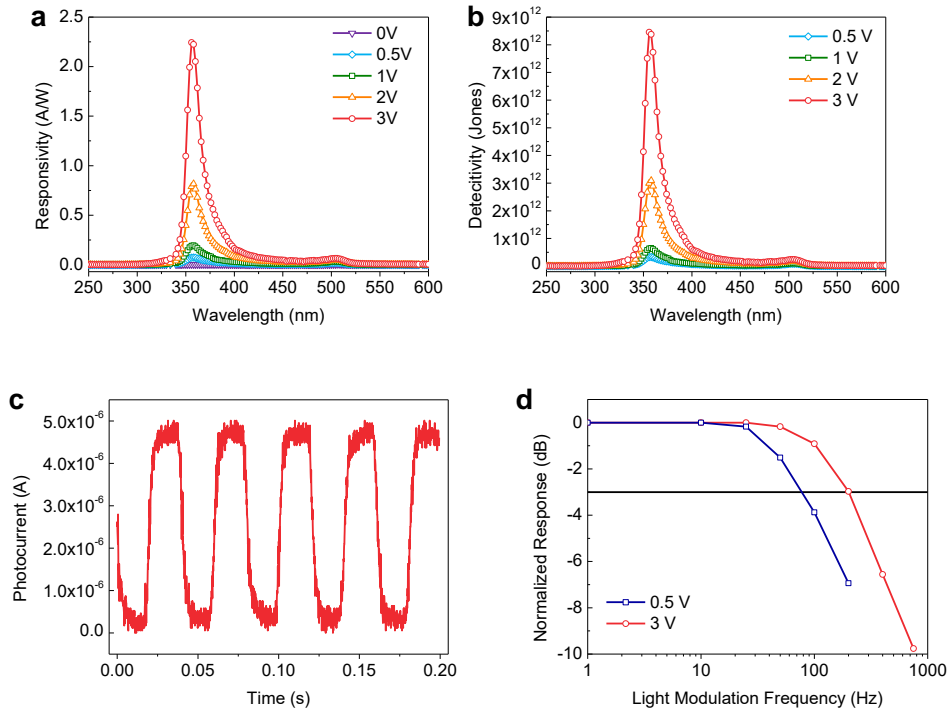 a
2.5
2.0
1.5
1.0
0.5
0.0
Responsivity (A/W)
0V
0.5V
1V
2V
3V
250 300 350 400 450 500 550 600
Wavelength (nm)
b
9x10^12
8x10^12
7x10^12
6x10^12
5x10^12
4x10^12
3x10^12
2x10^12
1x10^12
0
Detecitivity (Jones)
0.5 V
1 V
2 V
3 V
250 300 350 400 450 500 550 600
Wavelength (nm)
c
5.0x10^-6
4.0x10^-6
3.0x10^-6
2.0x10^-6
1.0x10^-6
0.0
Photocurrent (A)
0.00 0.05 0.10 0.15 0.20
Time (s)
d
0
-2
-4
-6
-8
-10
Normalized Response (dB)
0.5 V
3 V
1 10 100 1000
Light Modulation Frequency (Hz)